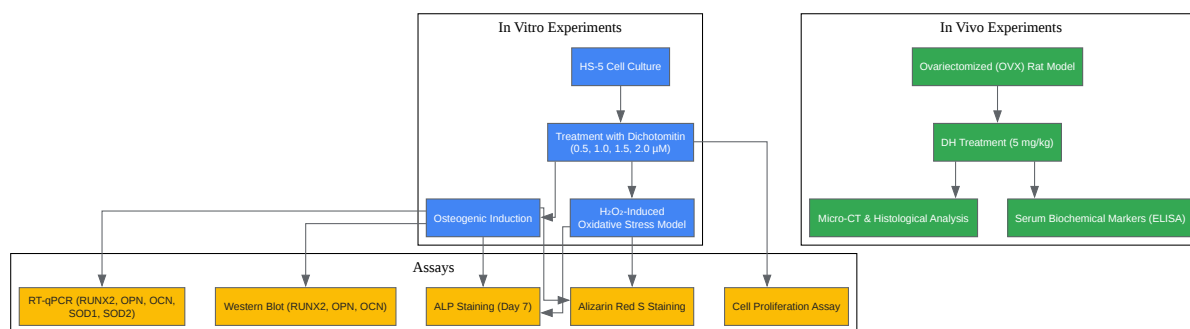 In Vitro Experiments
HS-5 Cell Culture
Treatment with Dichotomitin
(0.5, 1.0, 1.5, 2.0 µM)
Osteogenic Induction
H₂O₂-Induced
Oxidative Stress Model
In Vivo Experiments
Ovariectomized (OVX) Rat Model
DH Treatment (5 mg/kg)
Micro-CT & Histological Analysis
Serum Biochemical Markers (ELISA)
Assays
RT-qPCR (RUNX2, OPN, OCN,
SOD1, SOD2)
Western Blot (RUNX2, OPN, OCN)
ALP Staining (Day 7)
Alizarin Red S Staining
Cell Proliferation Assay